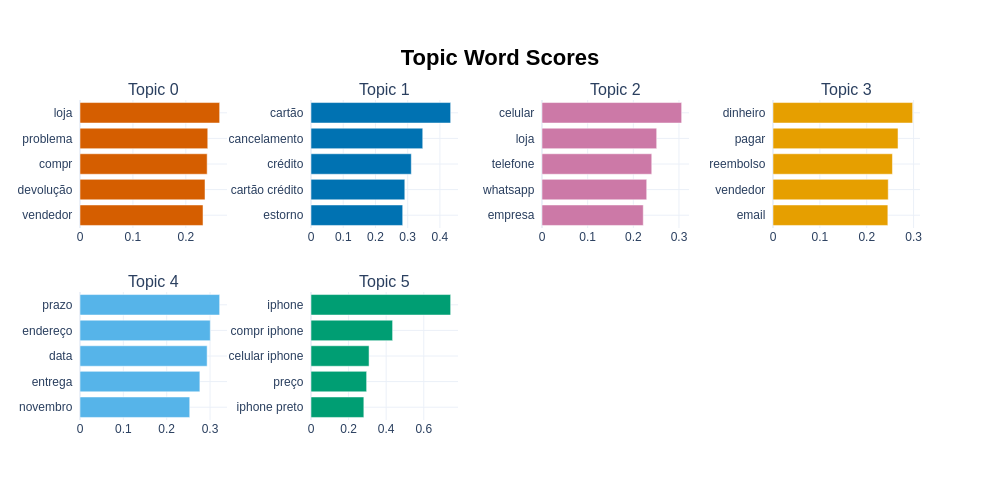 Topic Word Scores
Topic 0
loja
problema
compr
devolução
vendedor
0 0.1 0.2
Topic 1
cartão
cancelamento
crédito
cartão crédito
estorno
0 0.1 0.2 0.3 0.4
Topic 2
celular
loja
telefone
whatsapp
empresa
0 0.1 0.2 0.3
Topic 3
dinheiro
pagar
reembolso
vendedor
email
0 0.1 0.2 0.3
Topic 4
prazo
endereço
data
entrega
novembro
0 0.1 0.2 0.3
Topic 5
iphone
compr iphone
celular iphone
preço
iphone preto
0 0.2 0.4 0.6